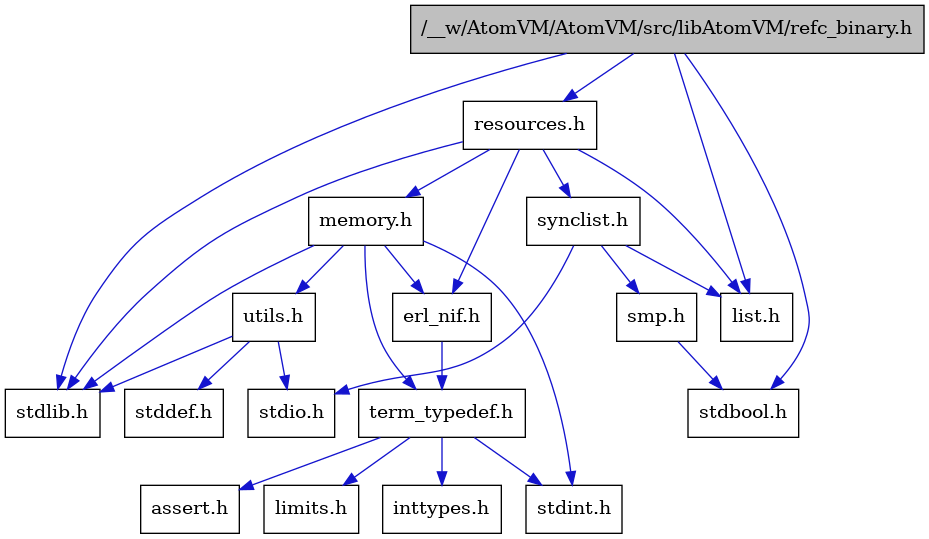 /__w/AtomVM/AtomVM/src/libAtomVM/refc_binary.h
resources.h
memory.h
synclist.h
utils.h
erl_nif.h
smp.h
list.h
stdlib.h
stddef.h
stdio.h
term_typedef.h
stdbool.h
assert.h
limits.h
inttypes.h
stdint.h